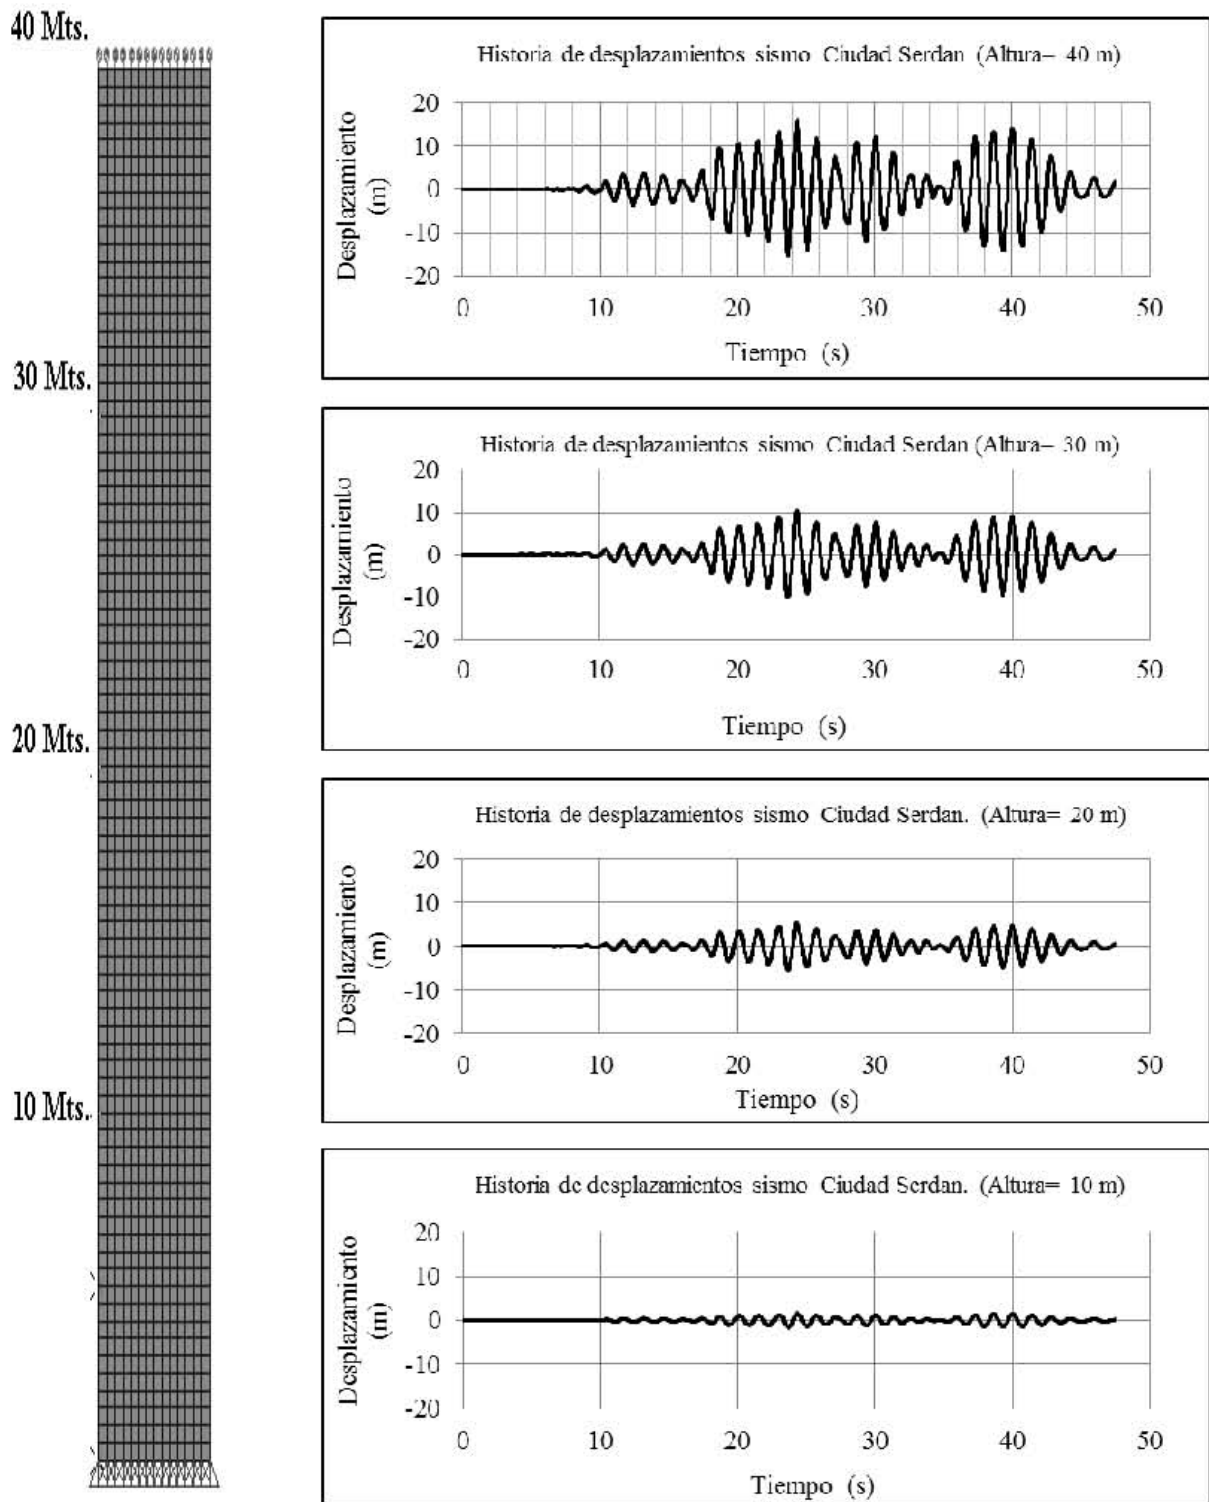 40 Mts.
30 Mts.
20 Mts.
10 Mts.
Historia de desplazamientos sismo Ciudad Serdan (Altura= 40 m)
Desplazamiento
(m)
20
10
0
-10
-20
0 10 20 30 40 50
Tiempo (s)
Historia de desplazamientos sismo Ciudad Serdan (Altura= 30 m)
Desplazamiento
(m)
20
10
0
-10
-20
0 10 20 30 40 50
Tiempo (s)
Historia de desplazamientos sismo Ciudad Serdan. (Altura= 20 m)
Desplazamiento
(m)
20
10
0
-10
-20
0 10 20 30 40 50
Tiempo (s)
Historia de desplazamientos sismo Ciudad Serdan. (Altura= 10 m)
Desplazamiento
(m)
20
10
0
-10
-20
0 10 20 30 40 50
Tiempo (s)